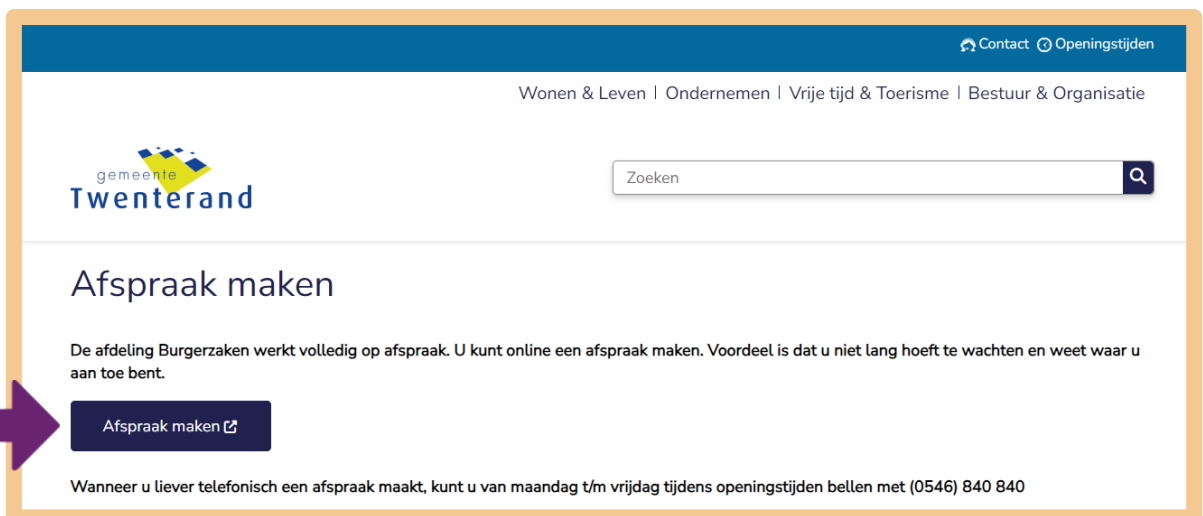 Contact Openingstijden
Wonen & Leven | Ondernemen | Vrije tijd & Toerisme | Bestuur & Organisatie
gemeente
Twenterand
Zoeken
Afspraak maken
De afdeling Burgerzaken werkt volledig op afspraak. U kunt online een afspraak maken. Voordeel is dat u niet lang hoeft te wachten en weet waar u
aan toe bent.
Afspraak maken
Wanneer u liever telefonisch een afspraak maakt, kunt u van maandag t/m vrijdag tijdens openingstijden bellen met (0546) 840 840